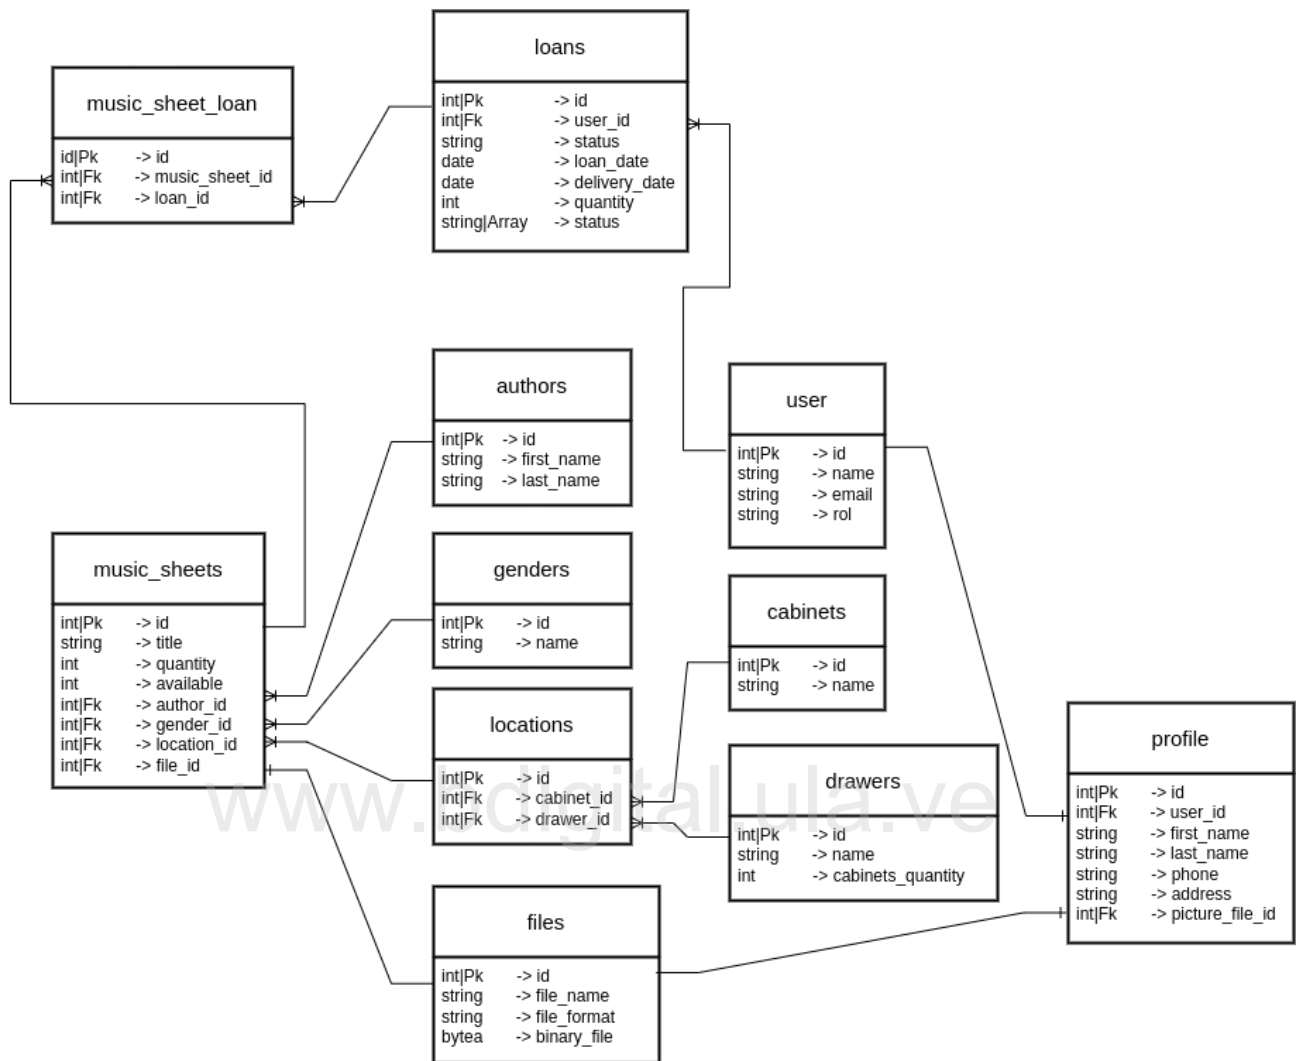 loans
int|Pk -> id
int|Fk -> user_id
string -> status
date -> loan_date
date -> delivery_date
int -> quantity
string|Array -> status
music_sheet_loan
id|Pk -> id
int|Fk -> music_sheet_id
int|Fk -> loan_id
authors
int|Pk -> id
string -> first_name
string -> last_name
user
int|Pk -> id
string -> name
string -> email
string -> rol
music_sheets
int|Pk -> id
string -> title
int -> quantity
int -> available
int|Fk -> author_id
int|Fk -> gender_id
int|Fk -> location_id
int|Fk -> file_id
genders
int|Pk -> id
string -> name
cabinets
int|Pk -> id
string -> name
locations
int|Pk -> id
int|Fk -> cabinet_id
int|Fk -> drawer_id
drawers
int|Pk -> id
string -> name
int -> cabinets_quantity
profile
int|Pk -> id
int|Fk -> user_id
string -> first_name
string -> last_name
string -> phone
string -> address
int|Fk -> picture_file_id
files
int|Pk -> id
string -> file_name
string -> file_format
bytea -> binary_file
www.bdigital.ula.ve